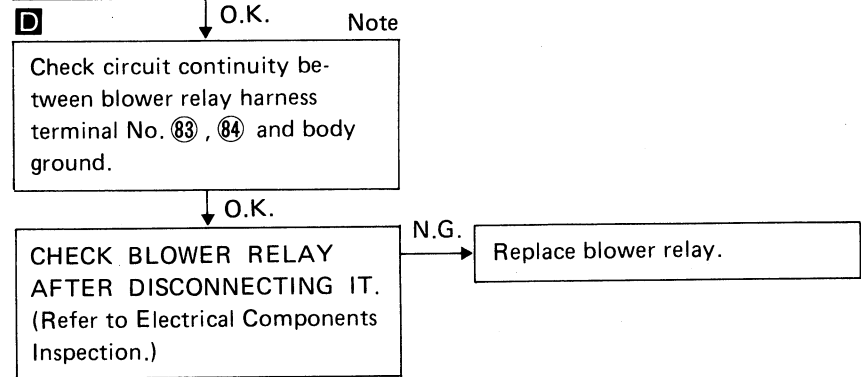 O.K.
D
Note
Check circuit continuity be-
tween blower relay harness
terminal No. 83 , 84 and body
ground.
O.K.
CHECK BLOWER RELAY
AFTER DISCONNECTING IT.
(Refer to Electrical Components
Inspection.)
N.G.
Replace blower relay.